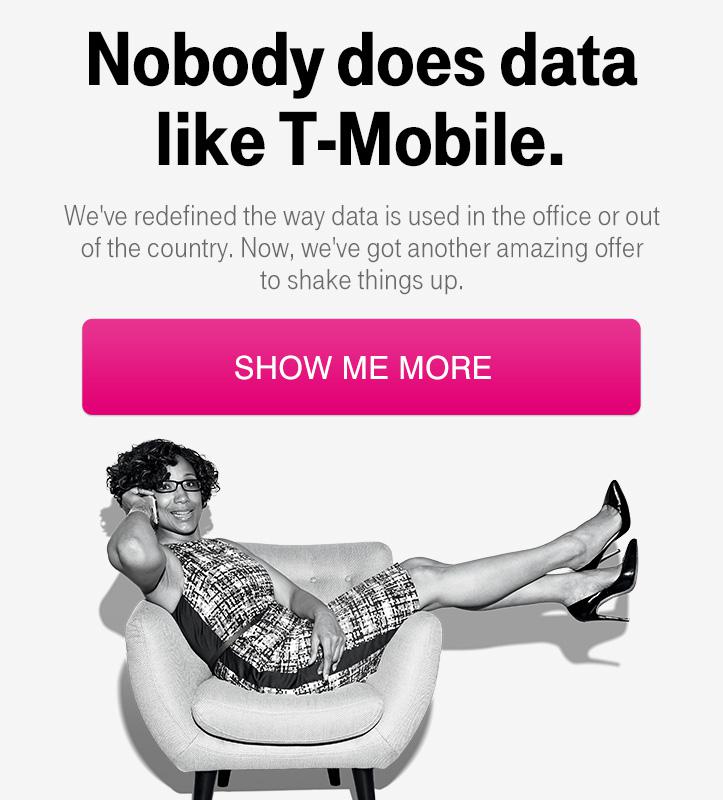 Nobody does data
like T-Mobile.
We've redefined the way data is used in the office or out
of the country. Now, we've got another amazing offer
to shake things up.
SHOW ME MORE